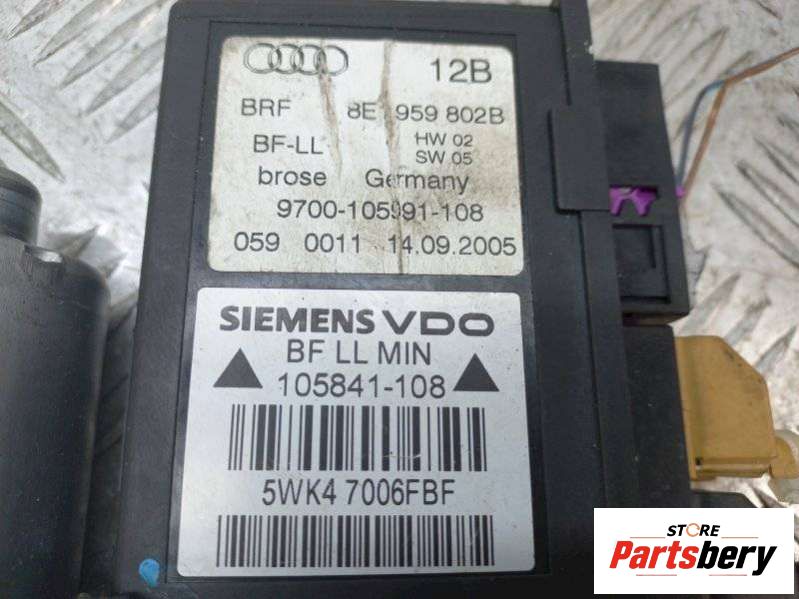 12B
BRF 8E 959 802B
BF-LL HW 02
SW 05
brose Germany
9700-105991-108
059 0011 14.09.2005
SIEMENS VDO
BF LL MIN
105841-108
5WK4 7006FBF
STORE
Partsbery